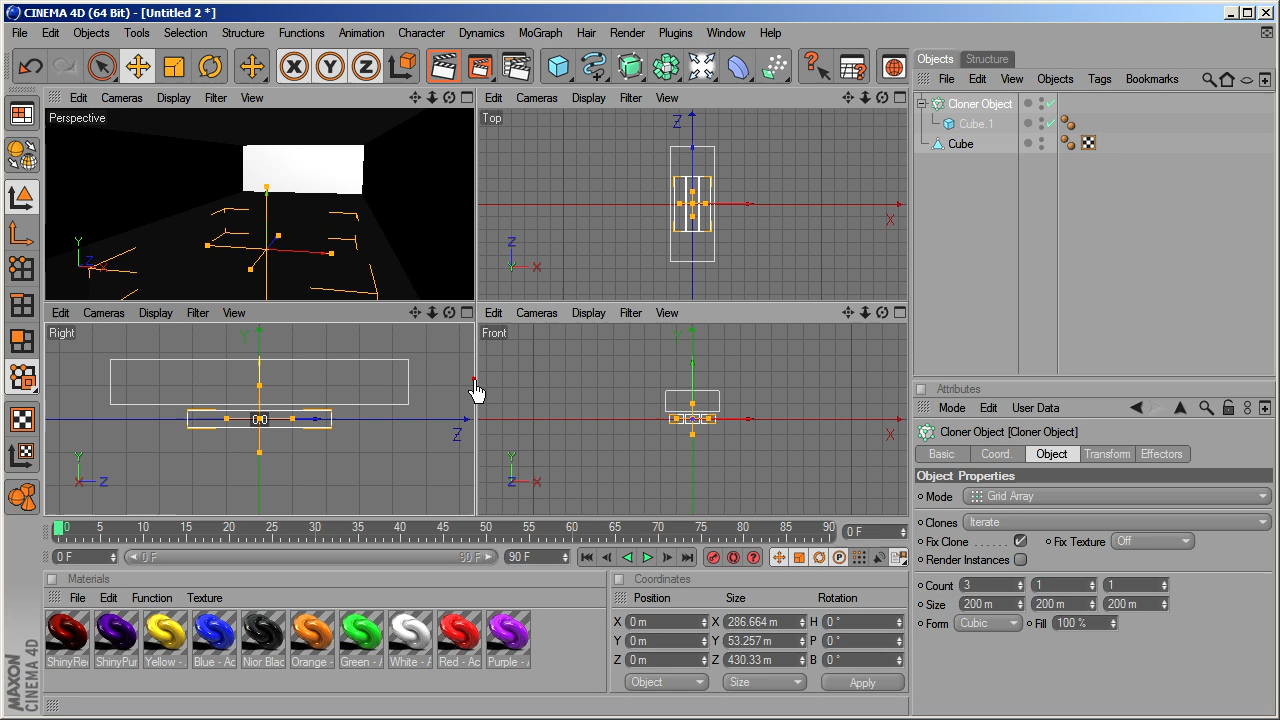 CINEMA 4D (64 Bit) - [Untitled 2 *]
File Edit Objects Tools Selection Structure Functions Animation Character Dynamics MoGraph Hair Render Plugins Window Help
X Y Z
Objects Structure
File Edit View Objects Tags Bookmarks
Cloner Object
Cube.1
Cube
Edit Cameras Display Filter View
Perspective
Y
Z X
Edit Cameras Display Filter View
Top
Z
X
Z
Y X
Edit Cameras Display Filter View
Right
Y
Z
Y
X Z
Edit Cameras Display Filter View
Front
Y
X
Y
Z X
0 5 10 15 20 25 30 35 40 45 50 55 60 65 70 75 80 85 90
0 F
0 F
0 F
90 F
90 F
Materials
File Edit Function Texture
ShinyRe
ShinyPur
Yellow -
Blue - Ac
Nior Blac
Orange -
Green - A
White - A
Red - Ac
Purple - A
Coordinates
Position Size Rotation
X 0 m X 286.664 m H 0 °
Y 0 m Y 53.257 m P 0 °
Z 0 m Z 430.33 m B 0 °
Object Size Apply
Attributes
Mode Edit User Data
Cloner Object [Cloner Object]
Basic Coord. Object Transform Effectors
Object Properties
Mode Grid Array
Clones Iterate
Fix Clone . . . . . . Fix Texture Off
Render Instances
Count 3 1 1
Size 200 m 200 m 200 m
Form Cubic Fill 100 %
MAXON
CINEMA 4D